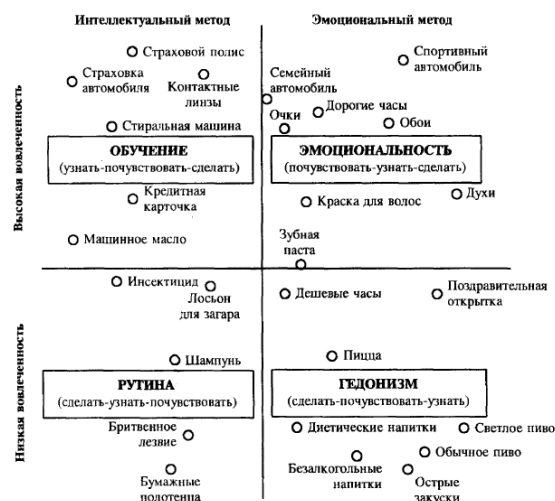 Интеллектуальный метод
Эмоциональный метод
Высокая вовлеченность
Низкая вовлеченность
Страховой полис
Страховка
автомобиля
Контактные
линзы
Стиральная машина
ОБУЧЕНИЕ
(узнать-почувствовать-сделать)
Кредитная
карточка
Машинное масло
Спортивный
автомобиль
Семейный
автомобиль
Дорогие часы
Очки
Обои
ЭМОЦИОНАЛЬНОСТЬ
(почувствовать-узнать-сделать)
Краска для волос
Духи
Зубная
паста
Инсектицид
Лосьон
для загара
Шампунь
РУТИНА
(сделать-узнать-почувствовать)
Бритвенное
лезвие
Бумажные
полотенца
Дешевые часы
Поздравительная
открытка
Пицца
ГЕДОНИЗМ
(сделать-почувствовать-узнать)
Диетические напитки
Светлое пиво
Обычное пиво
Безалкогольные
напитки
Острые
закуски